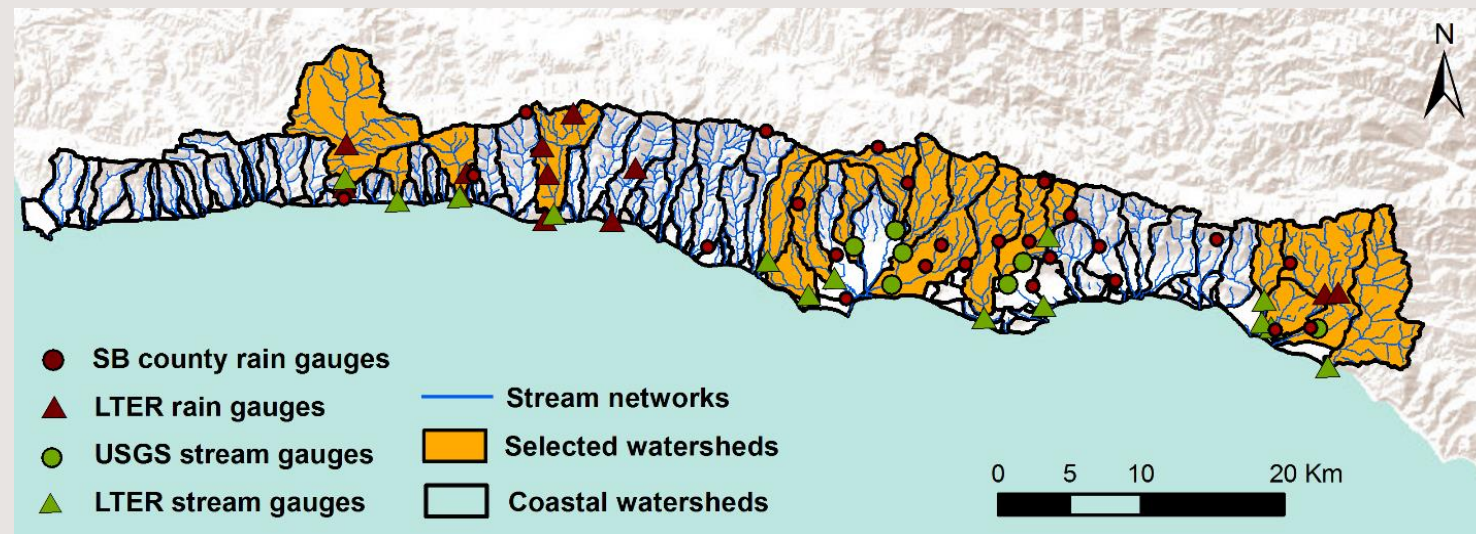 N
SB county rain gauges
LTER rain gauges
USGS stream gauges
LTER stream gauges
Stream networks
Selected watersheds
Coastal watersheds
0 5 10 20 Km